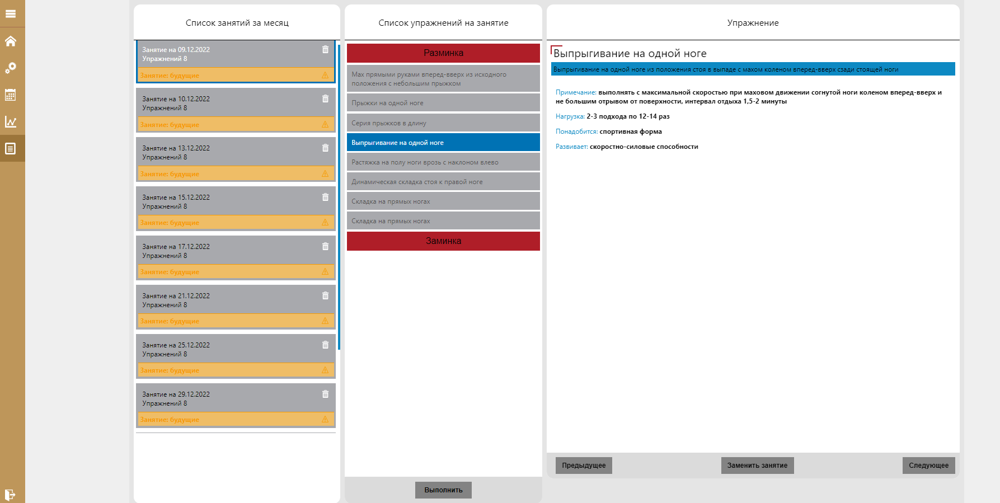 Список занятий за месяц
Занятие на 09.12.2022
Упражнений 8
Занятие: будущие
Занятие на 10.12.2022
Упражнений 8
Занятие: будущие
Занятие на 13.12.2022
Упражнений 8
Занятие: будущие
Занятие на 15.12.2022
Упражнений 8
Занятие: будущие
Занятие на 17.12.2022
Упражнений 8
Занятие: будущие
Занятие на 21.12.2022
Упражнений 8
Занятие: будущие
Занятие на 25.12.2022
Упражнений 8
Занятие: будущие
Занятие на 29.12.2022
Упражнений 8
Занятие: будущие
Список упражнений на занятие
Разминка
Мах прямыми руками вперед-вверх из исходного
положения с небольшим прыжком
Прыжки на одной ноге
Серия прыжков в длину
Выпрыгивание на одной ноге
Растяжка на полу ноги врозь с наклоном влево
Динамическая складка стоя к правой ноге
Складка на прямых ногах
Складка на прямых ногах
Заминка
Выполнить
Упражнение
Выпрыгивание на одной ноге
Выпрыгивание на одной ноге из положения стоя в выпаде с махом коленом вперед-вверх сзади стоящей ноги
Примечание: выполнять с максимальной скоростью при маховом движении согнутой ноги коленом вперед-вверх и
не большим отрывом от поверхности, интервал отдыха 1,5-2 минуты
Нагрузка: 2-3 подхода по 12-14 раз
Понадобится: спортивная форма
Развивает: скоростно-силовые способности
Предыдущее
Заменить занятие
Следующее